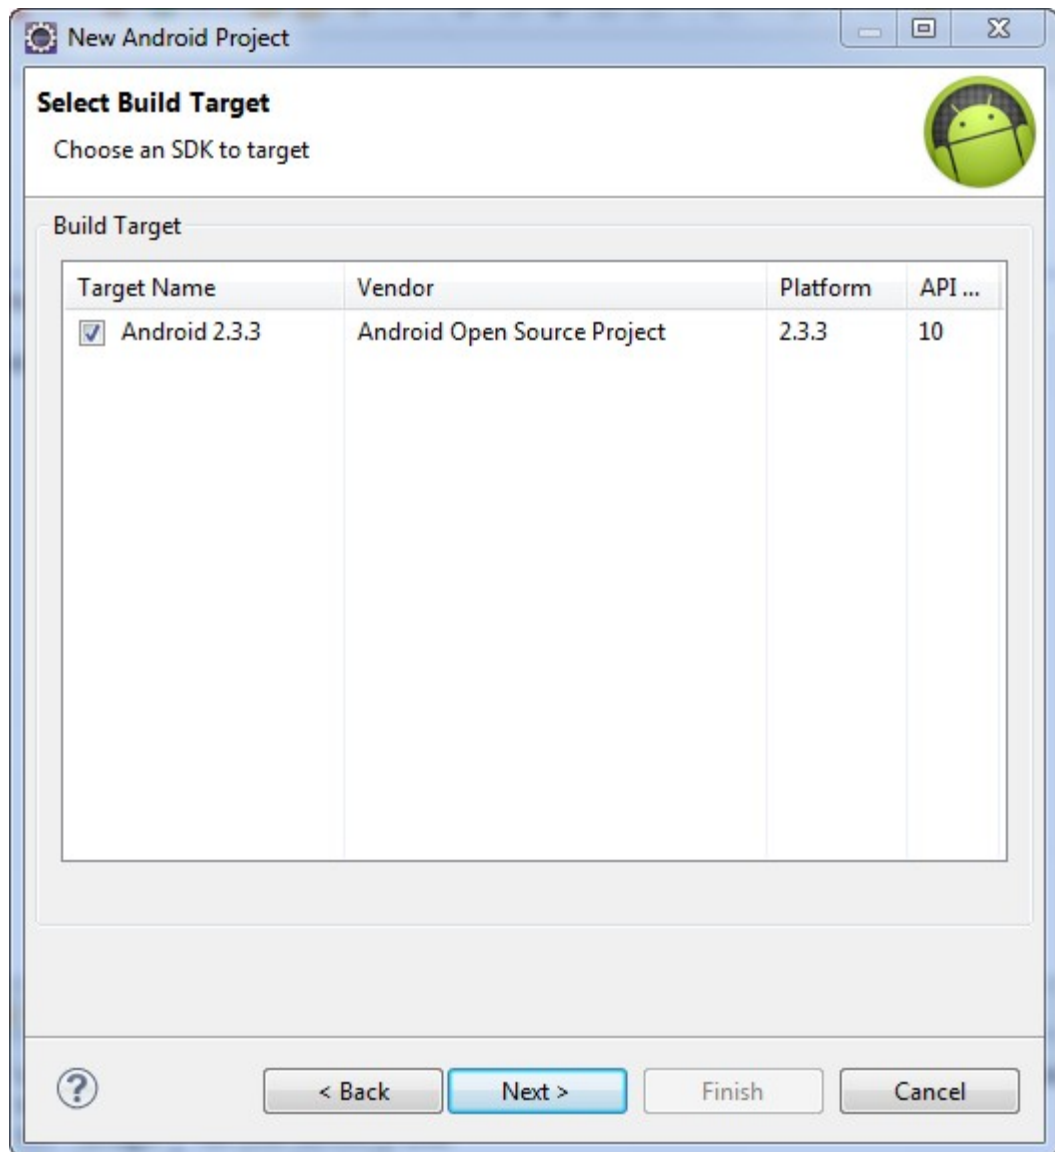 New Android Project
Select Build Target
Choose an SDK to target
Build Target
Target Name Vendor Platform API ...
Android 2.3.3 Android Open Source Project 2.3.3 10
? < Back Next > Finish Cancel